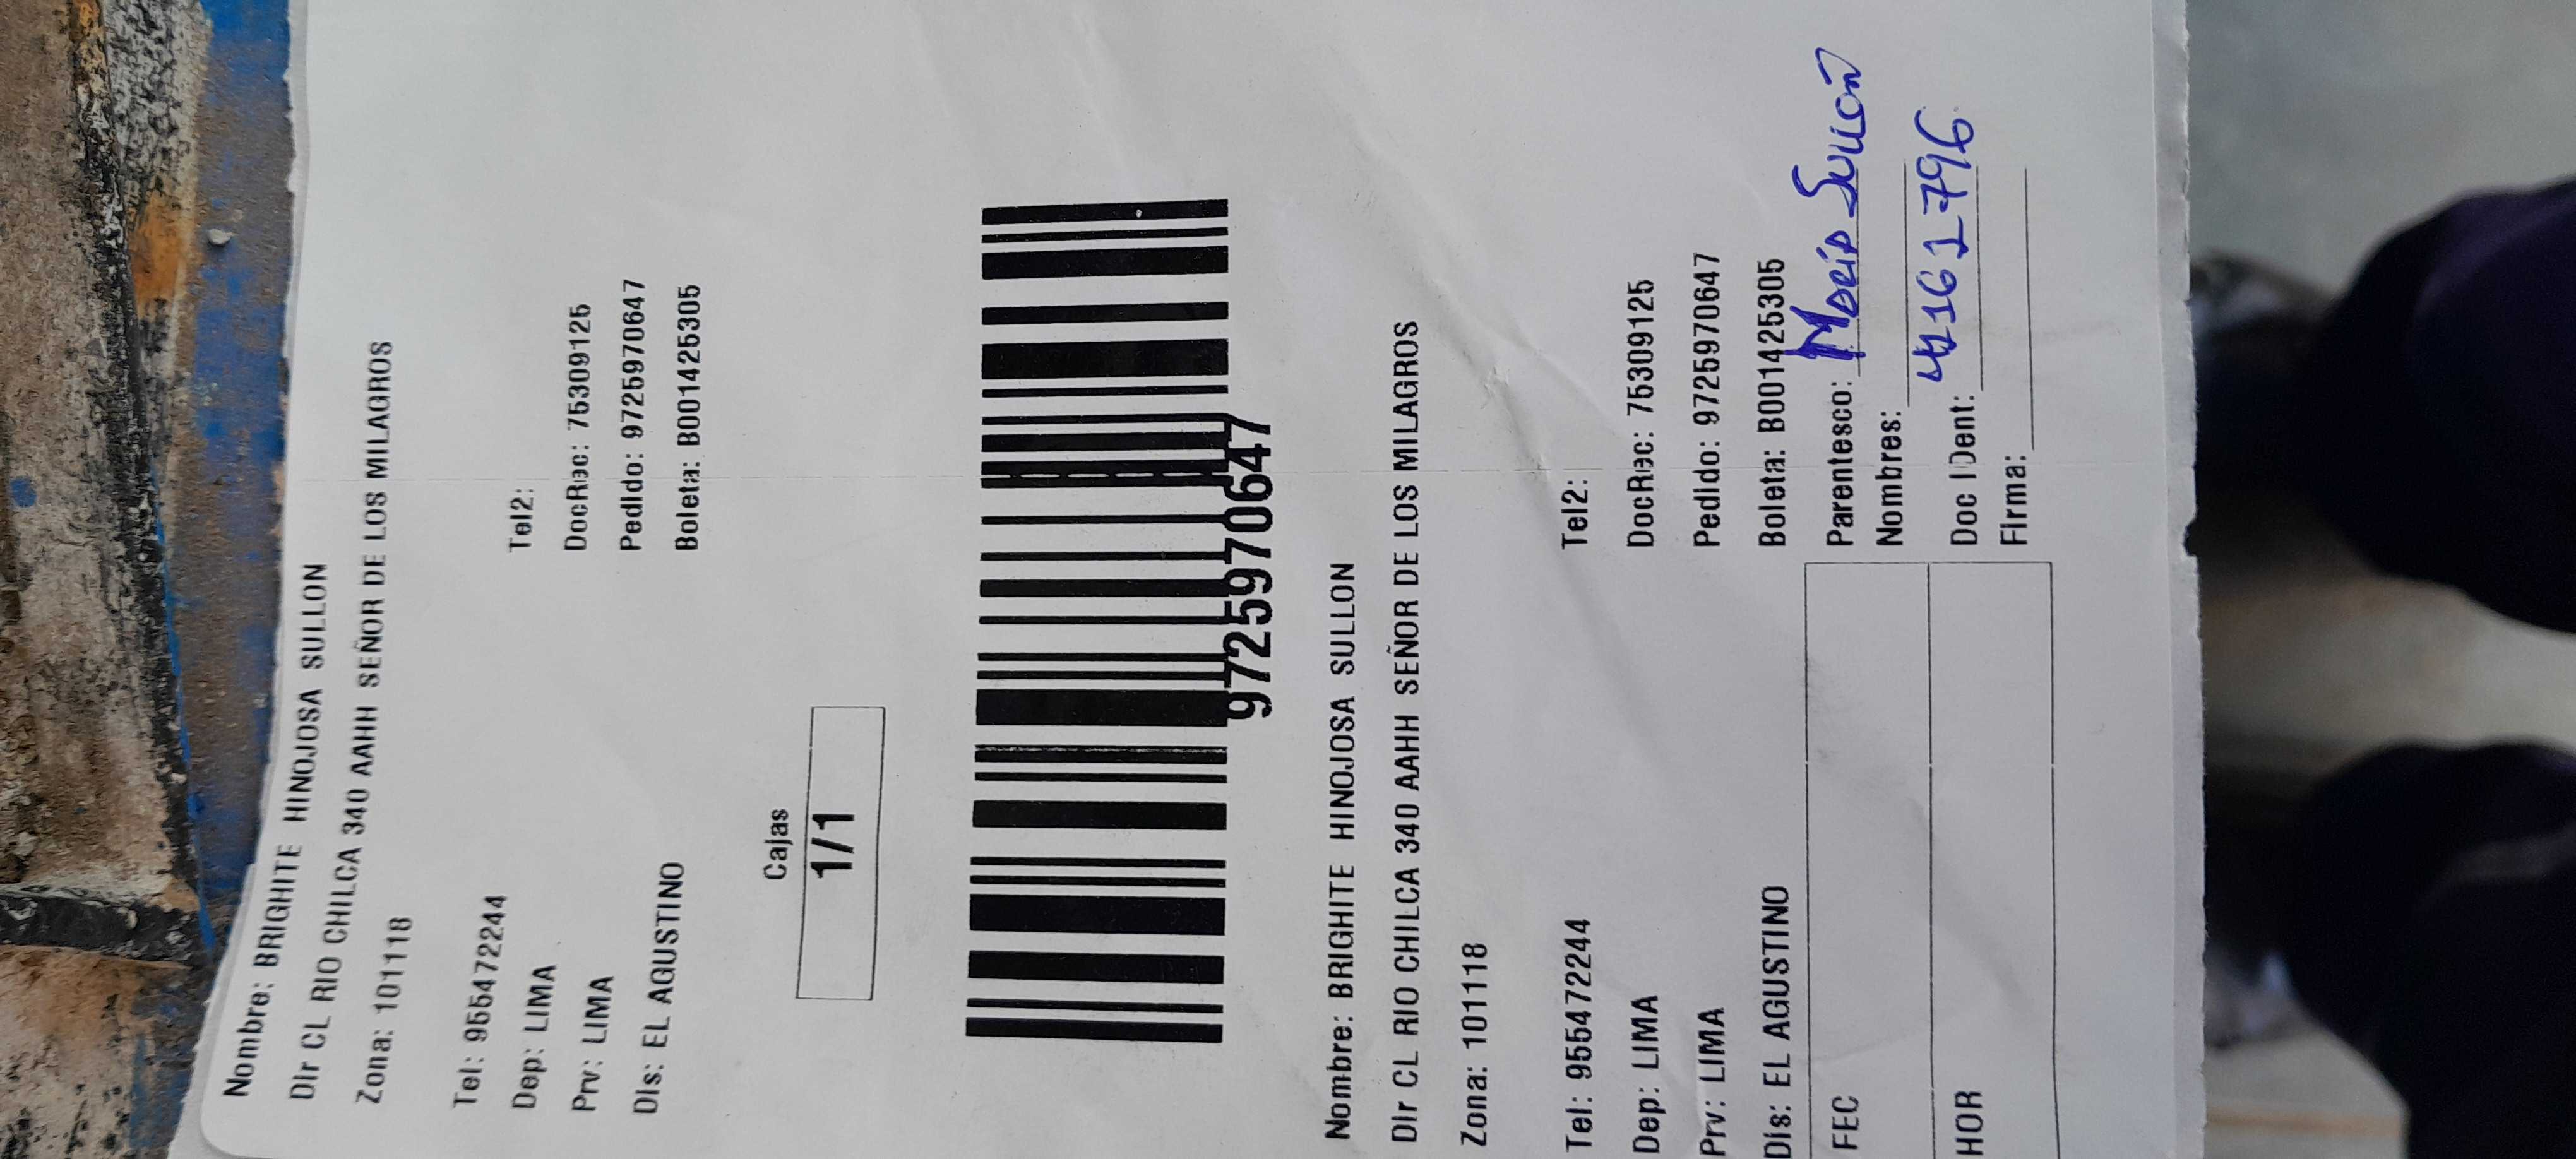 Nombre: BRIGHITE HINOJOSA SULLON
Dir CL RIO CHILCA 340 AAHH SEÑOR DE LOS MILAGROS
Zona: 101118
Tel: 955472244 Tel2:
Dep: LIMA DocRec: 75309125
Prv: LIMA Pedido: 9725970647
Dis: EL AGUSTINO Boleta: B001425305
Cajas
1/1
9725970647
Nombre: BRIGHITE HINOJOSA SULLON
Dir CL RIO CHILCA 340 AAHH SEÑOR DE LOS MILAGROS
Zona: 101118
Tel: 955472244 Tel2:
Dep: LIMA DocRec: 75309125
Prv: LIMA Pedido: 9725970647
Dis: EL AGUSTINO Boleta: B001425305
FEC Parentesco: María Sullón
Nombres:
HOR Doc IDent: 41161796
Firma: